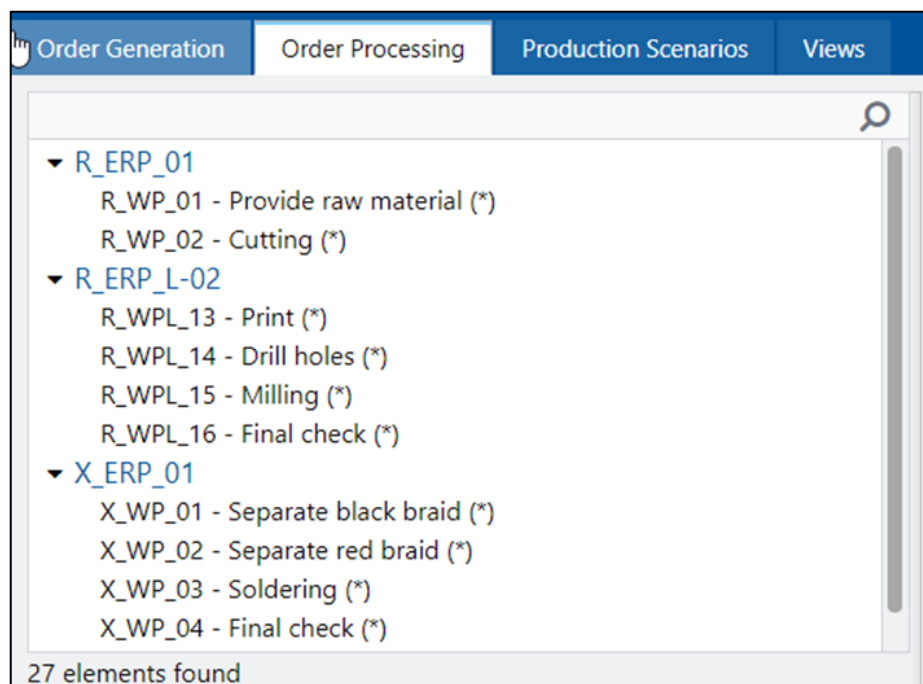 Order Generation Order Processing Production Scenarios Views
R_ERP_01
R_WP_01 - Provide raw material (*)
R_WP_02 - Cutting (*)
R_ERP_L-02
R_WPL_13 - Print (*)
R_WPL_14 - Drill holes (*)
R_WPL_15 - Milling (*)
R_WPL_16 - Final check (*)
X_ERP_01
X_WP_01 - Separate black braid (*)
X_WP_02 - Separate red braid (*)
X_WP_03 - Soldering (*)
X_WP_04 - Final check (*)
27 elements found